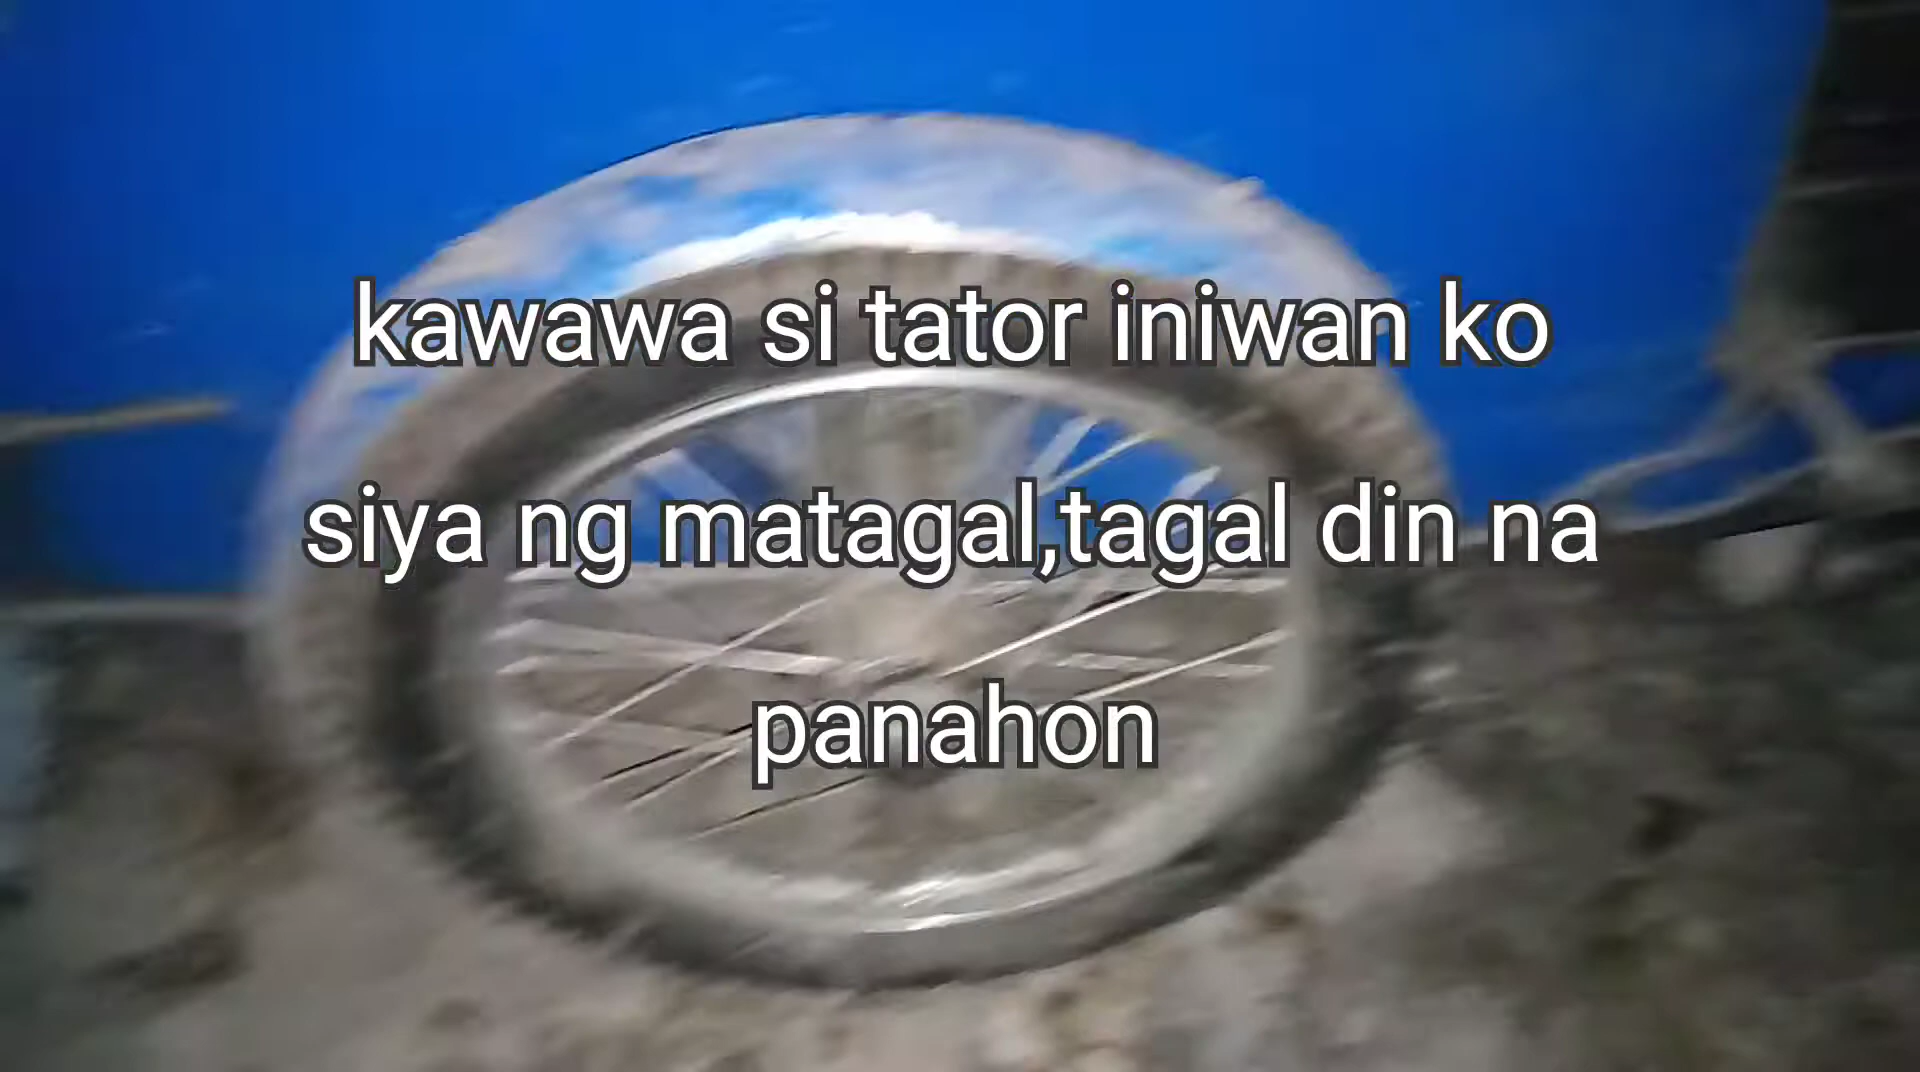 kawawa si tator iniwan ko
siya ng matagal,tagal din na
panahon